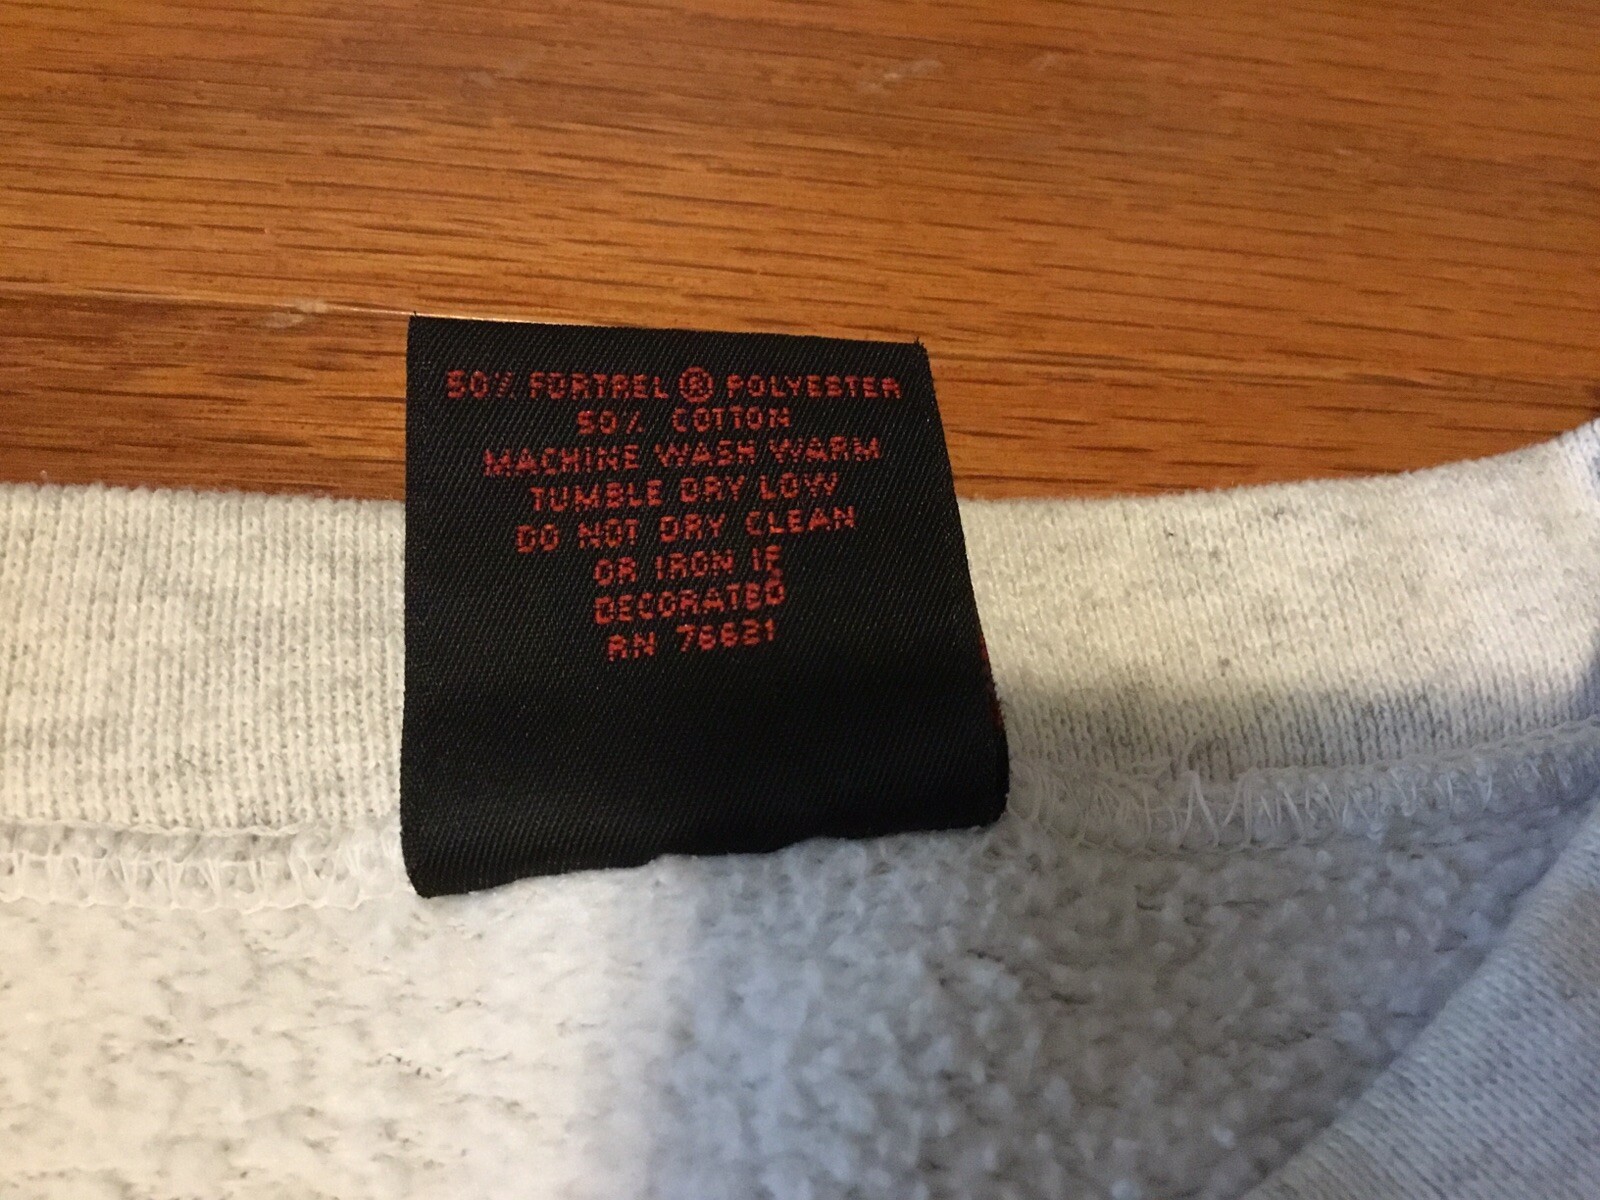 50% FORTREL ® POLYESTER
50% COTTON
MACHINE WASH WARM
TUMBLE DRY LOW
DO NOT DRY CLEAN
OR IRON IF
DECORATED
RN